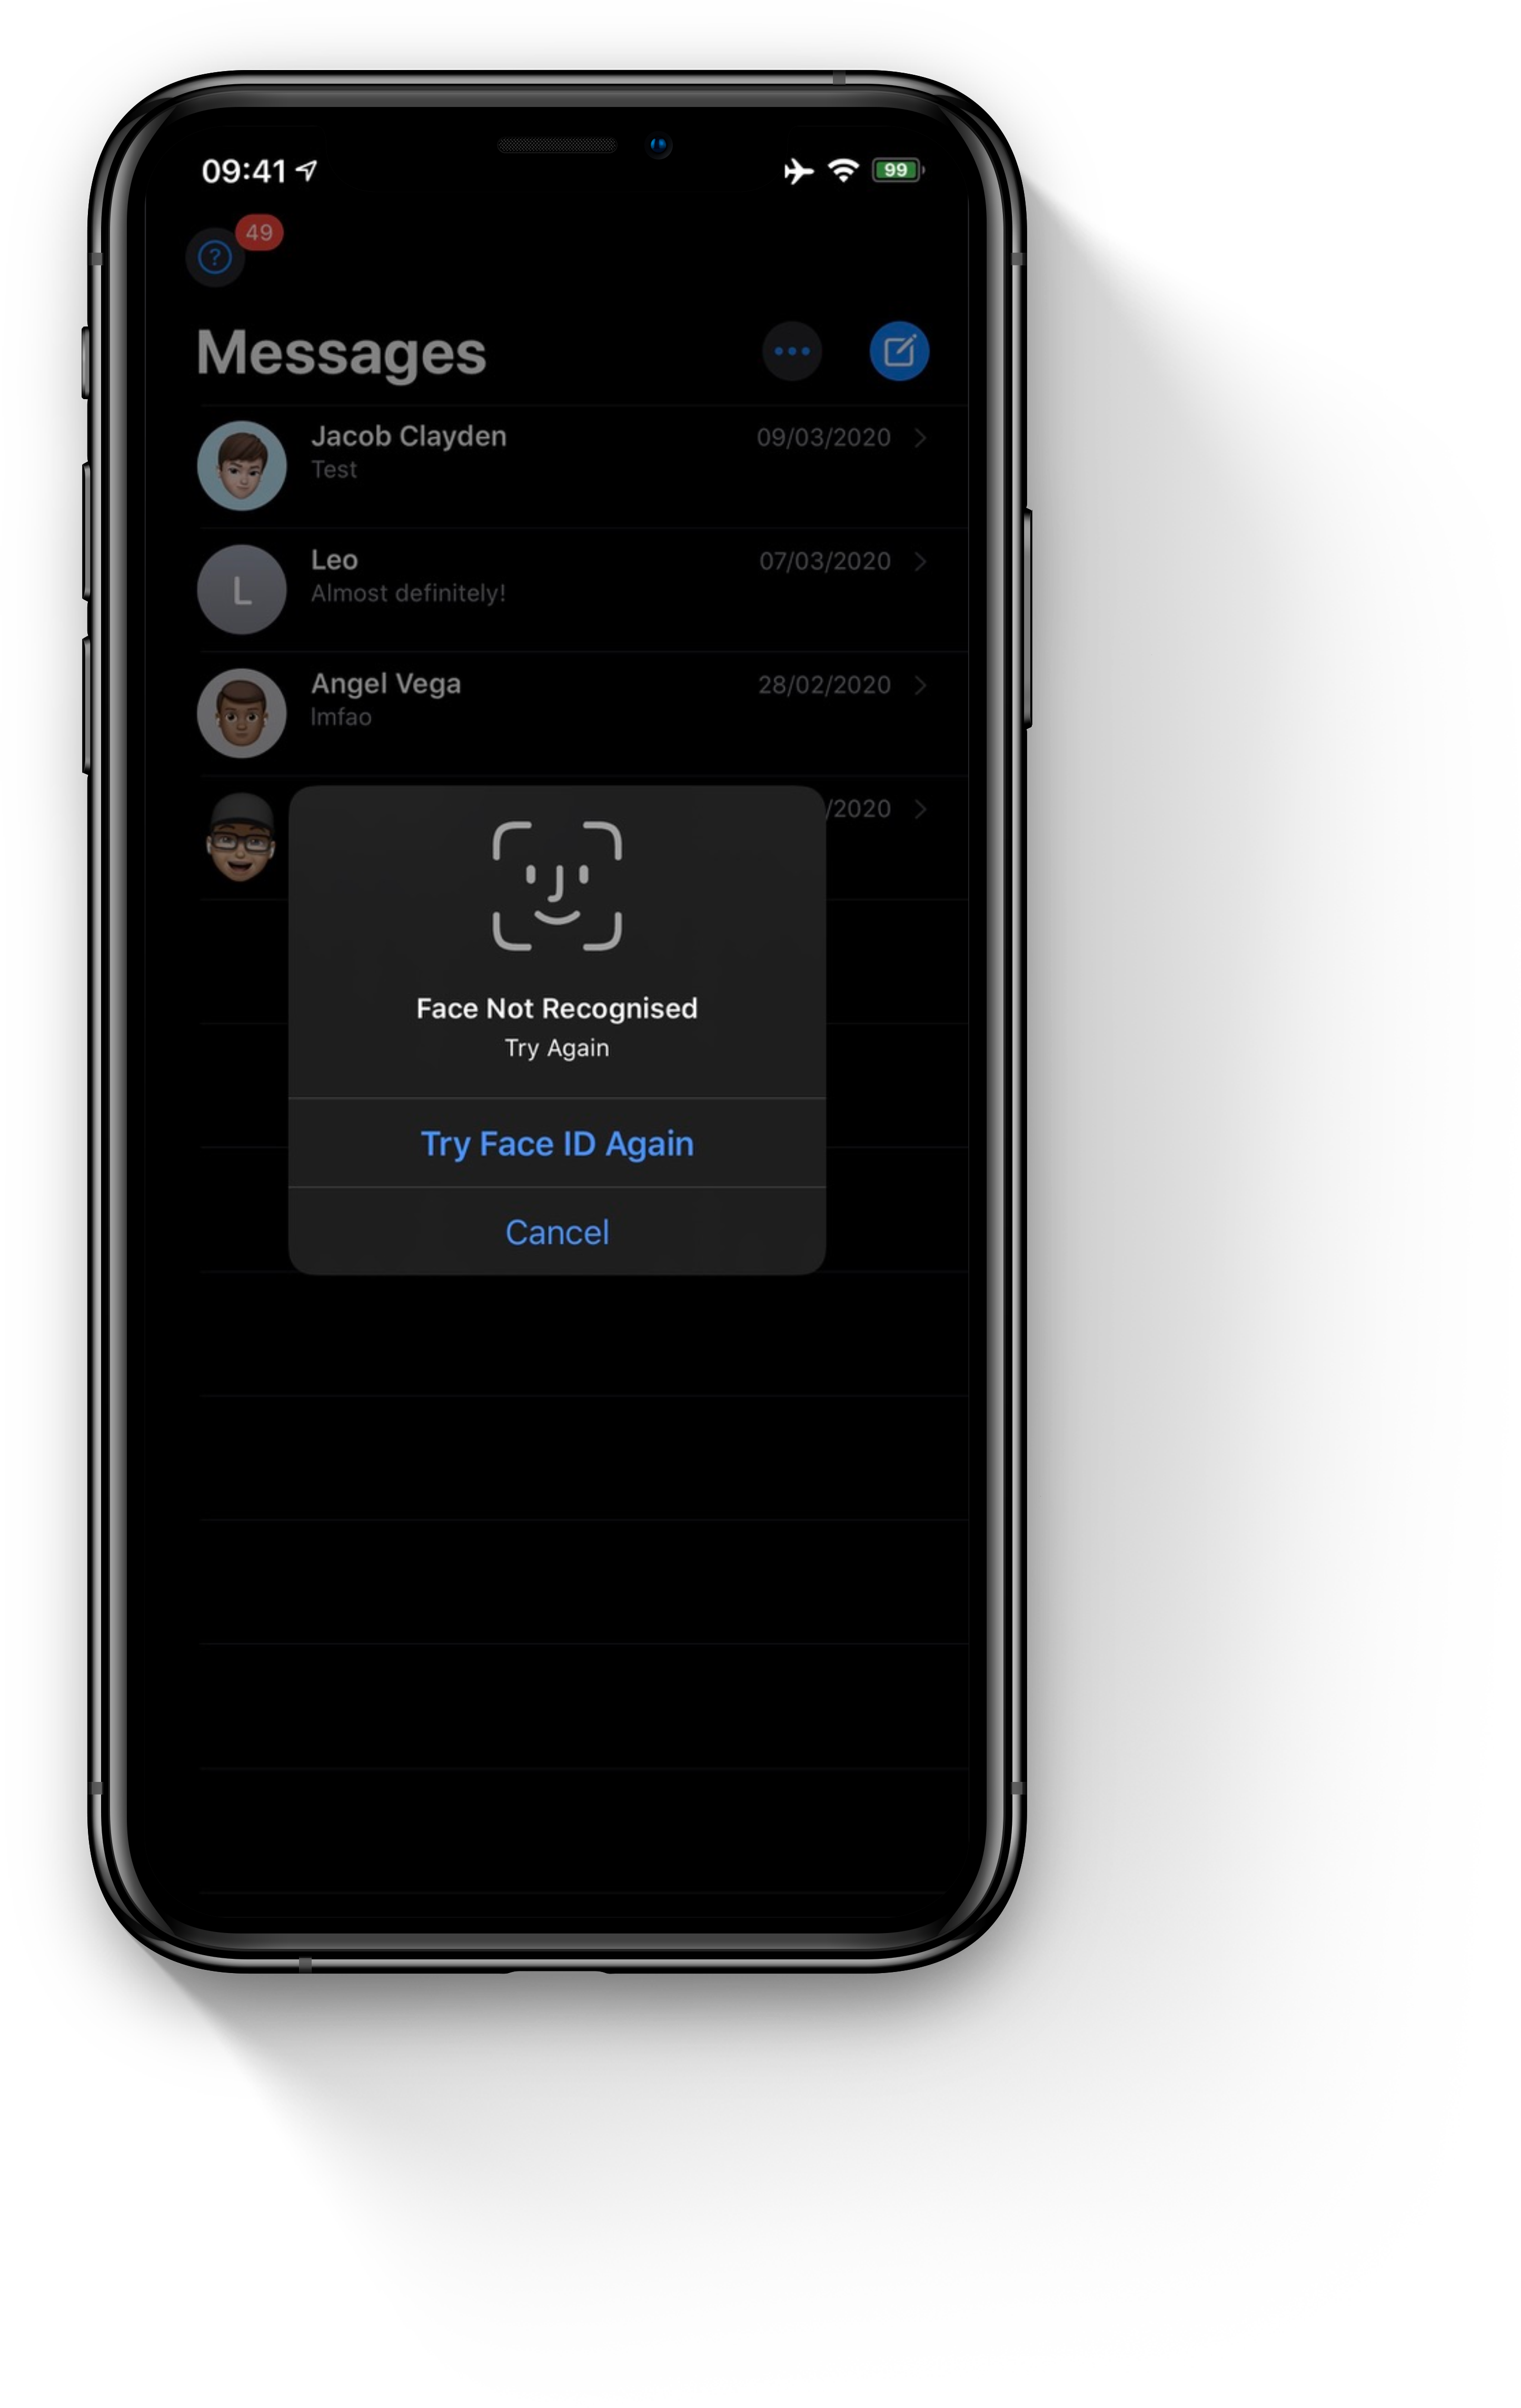 09:41
99
49
?
Messages
Jacob Clayden 09/03/2020
Test
Leo 07/03/2020
L
Almost definitely!
Angel Vega 28/02/2020
lmfao
/2020
Face Not Recognised
Try Again
Try Face ID Again
Cancel